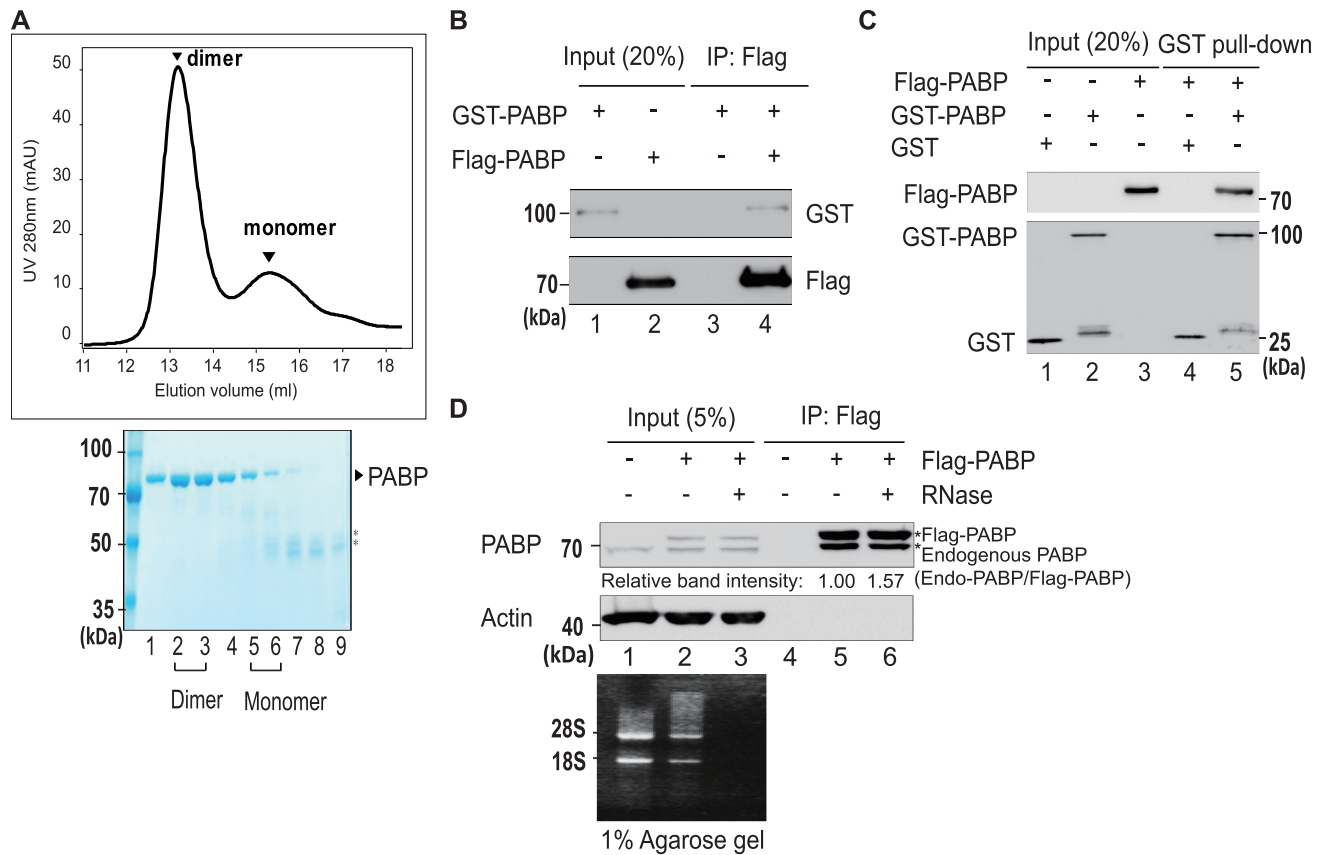 A
50
40
30
20
10
0
UV 280nm (mAU)
dimer
monomer
11 12 13 14 15 16 17 18
Elution volume (ml)
100
70
50
35
(kDa)
PABP
*
*
1 2 3 4 5 6 7 8 9
Dimer Monomer
B
Input (20%) IP: Flag
GST-PABP + - + +
Flag-PABP - + - +
100 GST
70 Flag
(kDa) 1 2 3 4
C
Input (20%) GST pull-down
Flag-PABP - - + + +
GST-PABP - + - - +
GST + - - + -
Flag-PABP 70
GST-PABP 100
GST 25
1 2 3 4 5 (kDa)
D
Input (5%) IP: Flag
- + + - + + Flag-PABP
- - + - - + RNase
PABP 70 *Flag-PABP
*Endogenous PABP
Relative band intensity: 1.00 1.57 (Endo-PABP/Flag-PABP)
Actin 40
(kDa) 1 2 3 4 5 6
28S
18S
1% Agarose gel